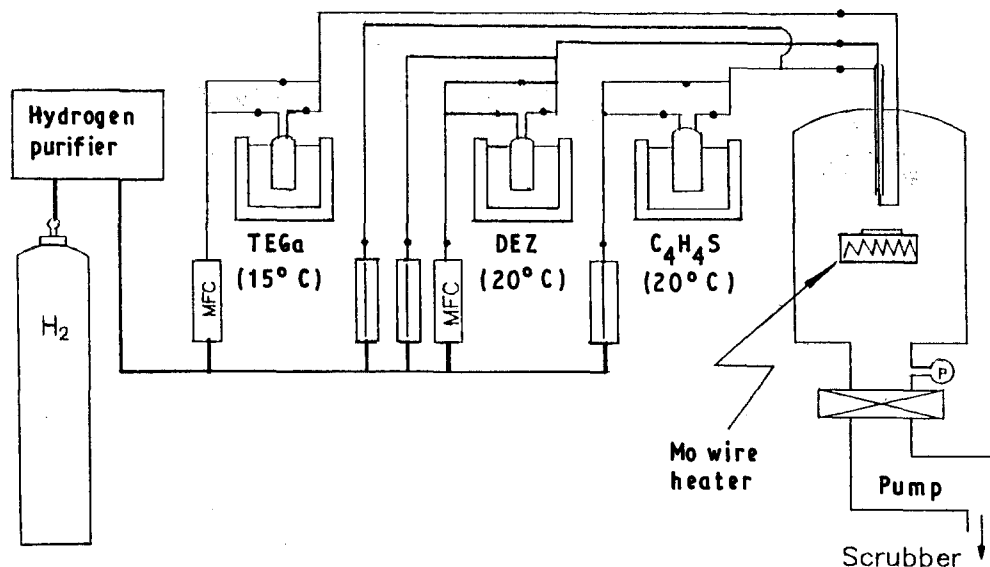 Hydrogen
purifier
H₂
MFC
TEGa
(15° C)
MFC
DEZ
(20° C)
C₄H₄S
(20° C)
P
Mo wire
heater
Pump
Scrubber